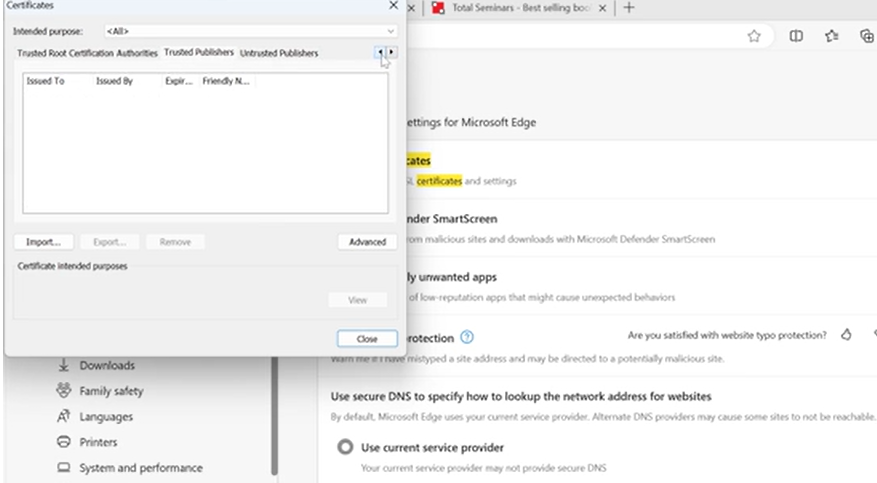 Certificates
Total Seminars - Best selling boo
Intended purpose: <All>
Trusted Root Certification Authorities Trusted Publishers Untrusted Publishers
Issued To Issued By Expir... Friendly N...
Import... Export... Remove Advanced
Certificate intended purposes
View
Close
ettings for Microsoft Edge
cates
SL certificates and settings
nder SmartScreen
om malicious sites and downloads with Microsoft Defender SmartScreen
ly unwanted apps
of low-reputation apps that might cause unexpected behaviors
rotection
Are you satisfied with website typo protection?
Warn me if I have mistyped a site address and may be directed to a potentially malicious site.
Use secure DNS to specify how to lookup the network address for websites
By default, Microsoft Edge uses your current service provider. Alternate DNS providers may cause some sites to not be reachable.
Use current service provider
Your current service provider may not provide secure DNS
Downloads
Family safety
Languages
Printers
System and performance